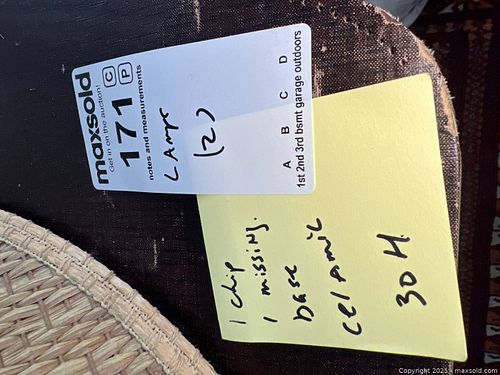 maxsold
Get in on the auction!
171
C
P
notes and measurements
LAmps
(2)
A B C D
1st 2nd 3rd bsmt garage outdoors
1 chip
1 missing.
base
ceramic
30 H.
Copyright 2025 - maxsold.com